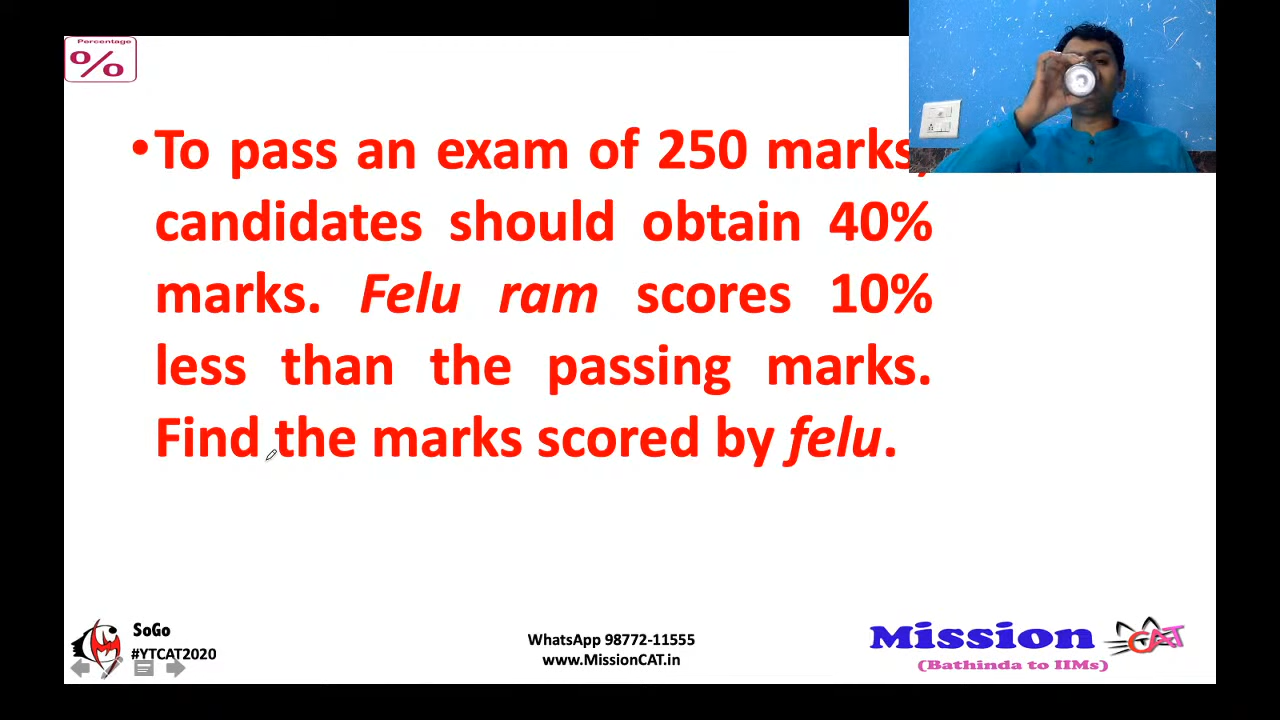 Percentage
%
•To pass an exam of 250 marks,
candidates should obtain 40%
marks. Felu ram scores 10%
less than the passing marks.
Find the marks scored by felu.
SoGo
#YTCAT2020
WhatsApp 98772-11555
www.MissionCAT.in
Mission CAT
(Bathinda to IIMs)